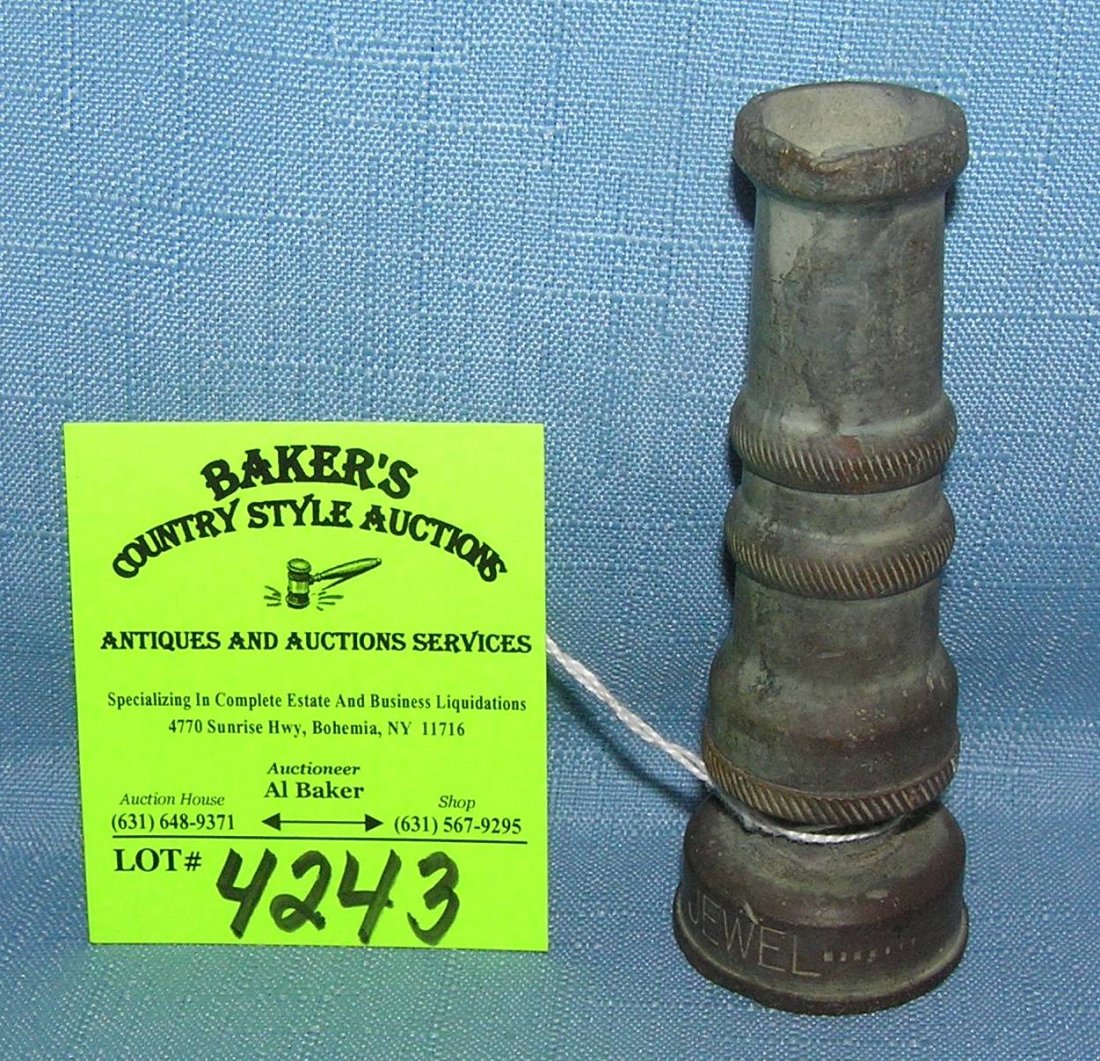 BAKER'S
COUNTRY STYLE AUCTIONS
ANTIQUES AND AUCTIONS SERVICES
Specializing In Complete Estate And Business Liquidations
4770 Sunrise Hwy, Bohemia, NY 11716
Auctioneer
Al Baker
Auction House Shop
(631) 648-9371 (631) 567-9295
LOT# 4243
JEWEL